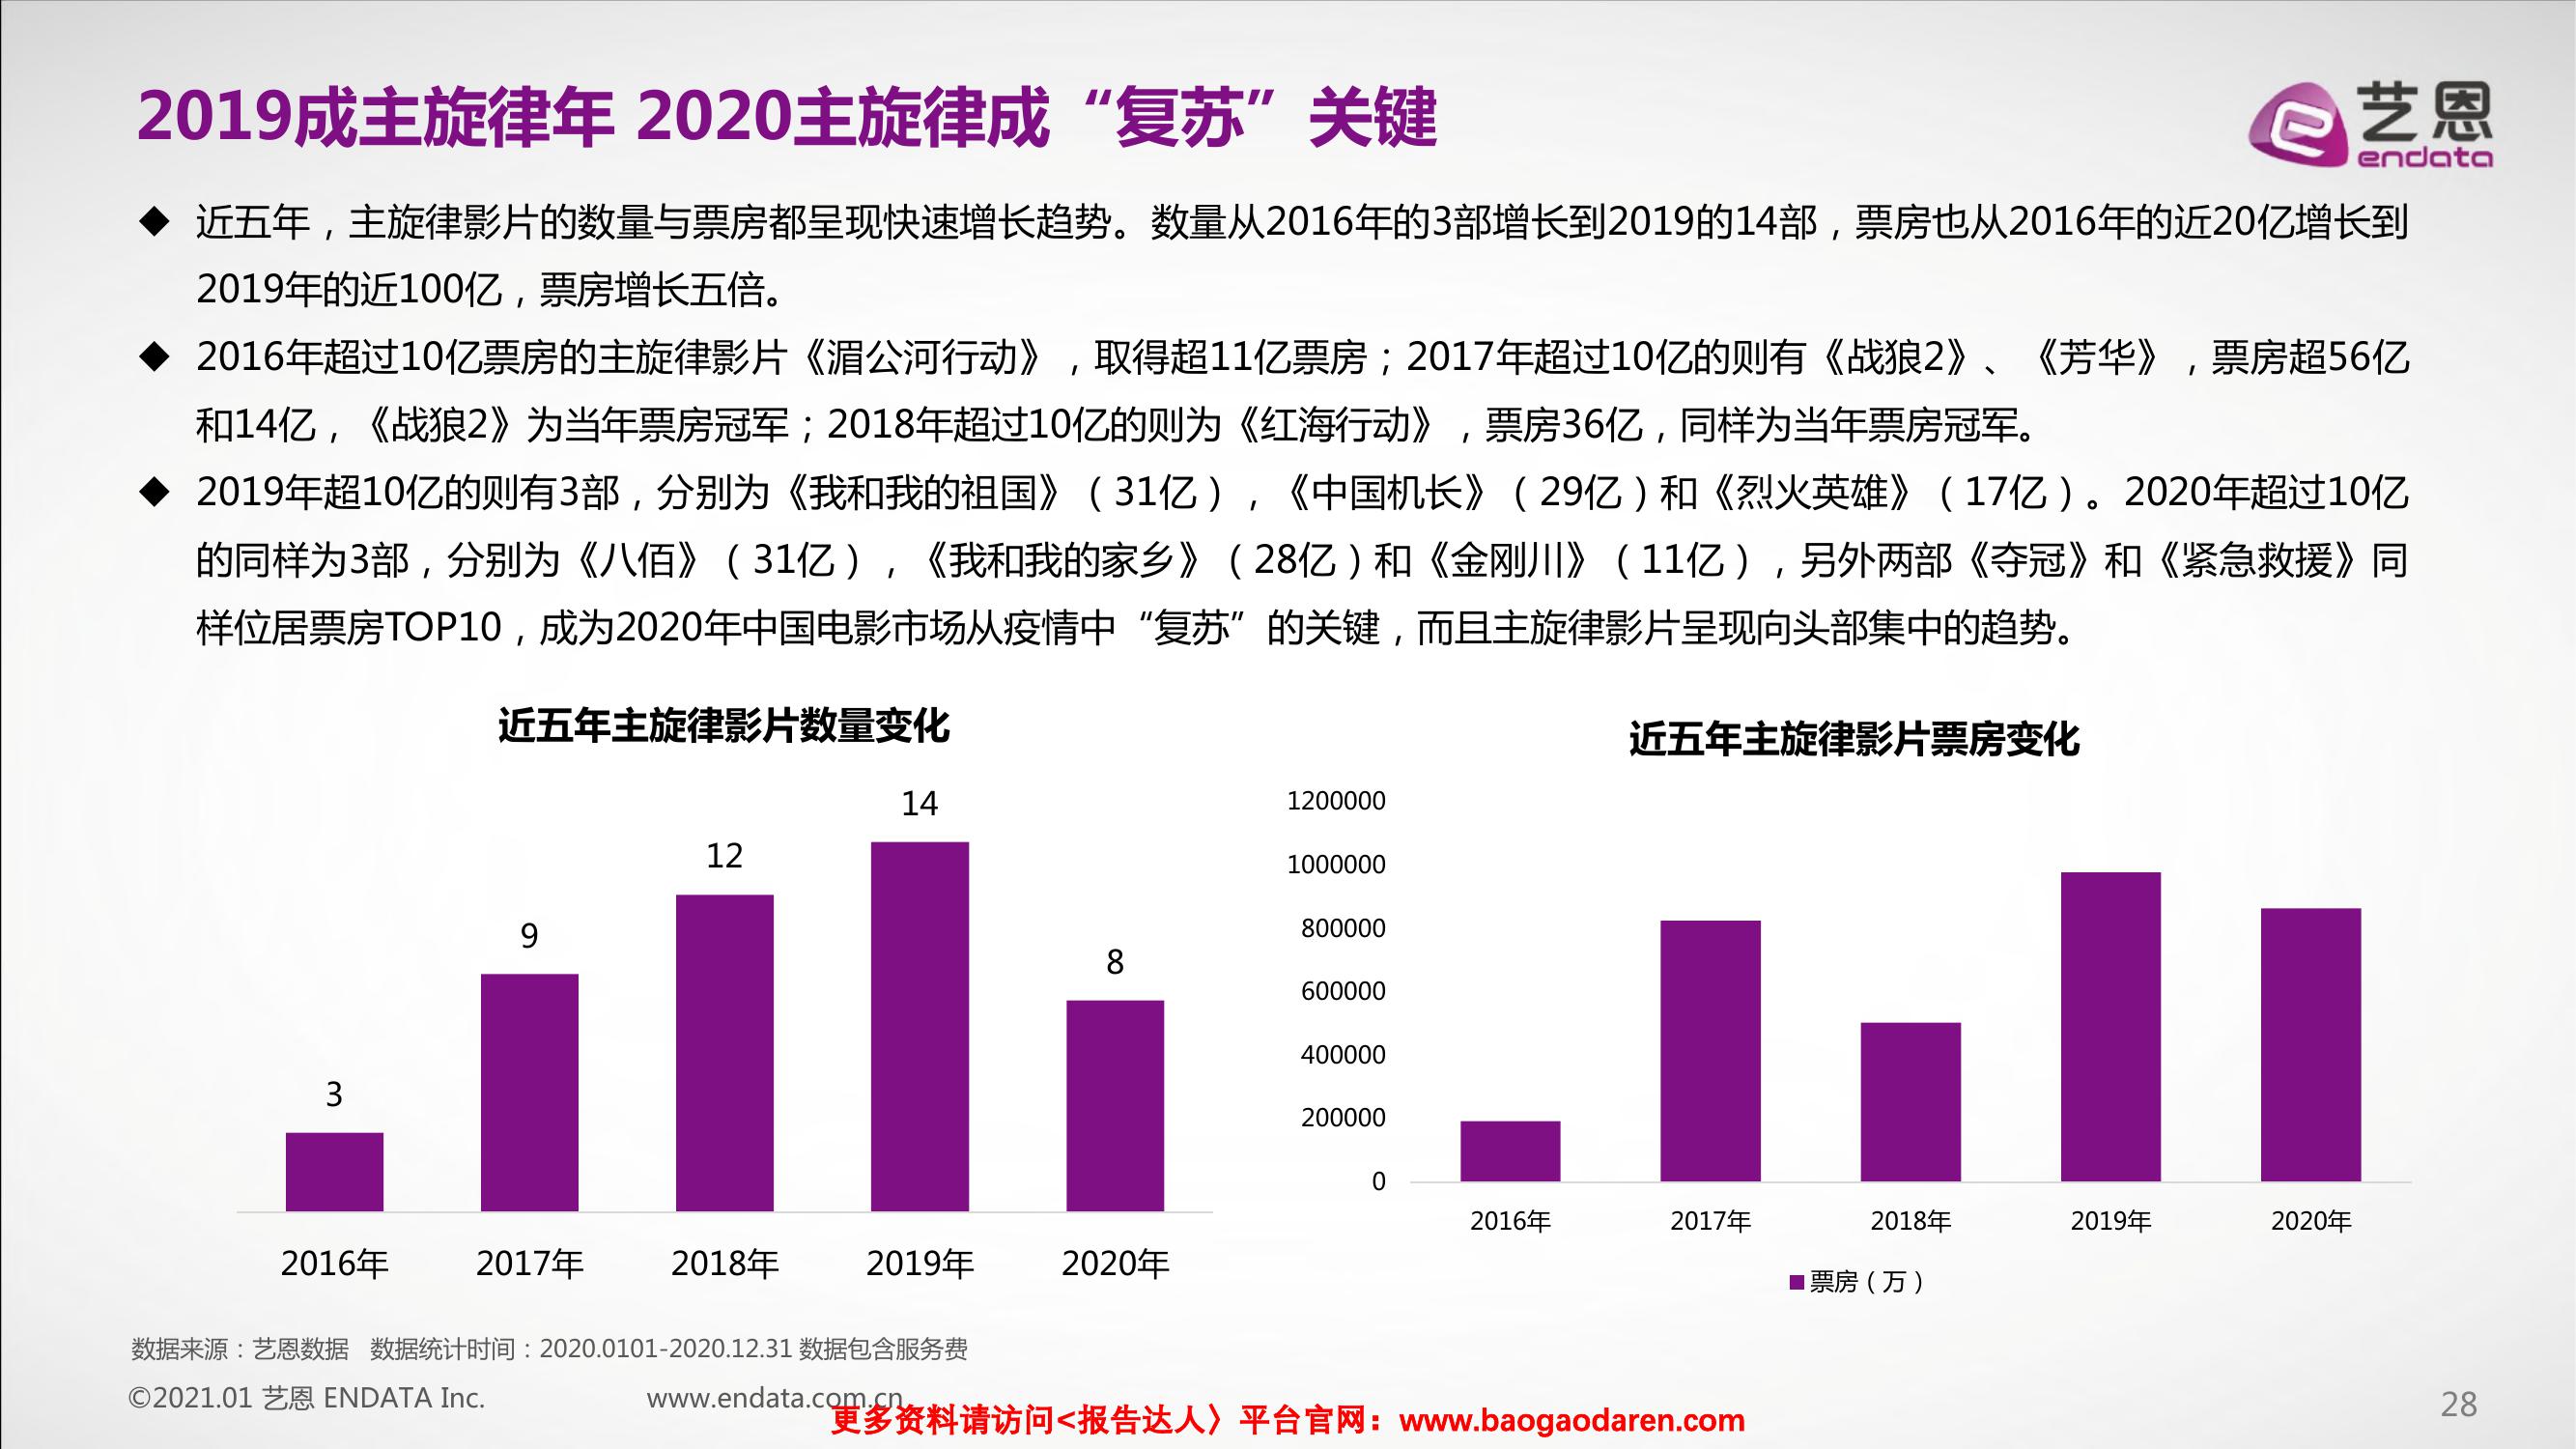 2019成主旋律年 2020主旋律成“复苏”关键
艺恩
endata
◆ 近五年，主旋律影片的数量与票房都呈现快速增长趋势。数量从2016年的3部增长到2019的14部，票房也从2016年的近20亿增长到
2019年的近100亿，票房增长五倍。
◆ 2016年超过10亿票房的主旋律影片《湄公河行动》，取得超11亿票房；2017年超过10亿的则有《战狼2》、《芳华》，票房超56亿
和14亿，《战狼2》为当年票房冠军；2018年超过10亿的则为《红海行动》，票房36亿，同样为当年票房冠军。
◆ 2019年超10亿的则有3部，分别为《我和我的祖国》（31亿），《中国机长》（29亿）和《烈火英雄》（17亿）。2020年超过10亿
的同样为3部，分别为《八佰》（31亿），《我和我的家乡》（28亿）和《金刚川》（11亿），另外两部《夺冠》和《紧急救援》同
样位居票房TOP10，成为2020年中国电影市场从疫情中“复苏”的关键，而且主旋律影片呈现向头部集中的趋势。
近五年主旋律影片数量变化
3
9
12
14
8
2016年 2017年 2018年 2019年 2020年
近五年主旋律影片票房变化
1200000
1000000
800000
600000
400000
200000
0
2016年 2017年 2018年 2019年 2020年
票房（万）
数据来源：艺恩数据 数据统计时间：2020.0101-2020.12.31 数据包含服务费
©2021.01 艺恩 ENDATA Inc. www.endata.com.cn
更多资料请访问<报告达人〉平台官网：www.baogaodaren.com
28